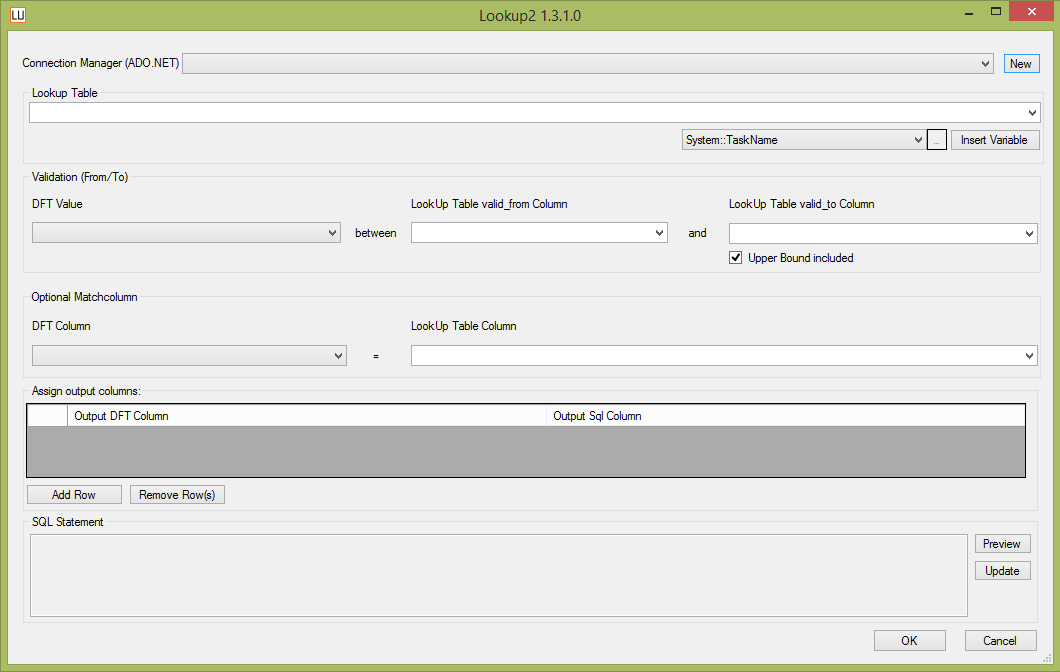 LU
Lookup2 1.3.1.0
Connection Manager (ADO.NET)
New
Lookup Table
System::TaskName
...
Insert Variable
Validation (From/To)
DFT Value
LookUp Table valid_from Column
LookUp Table valid_to Column
between
and
Upper Bound included
Optional Matchcolumn
DFT Column
LookUp Table Column
=
Assign output columns:
Output DFT Column
Output Sql Column
Add Row
Remove Row(s)
SQL Statement
Preview
Update
OK
Cancel